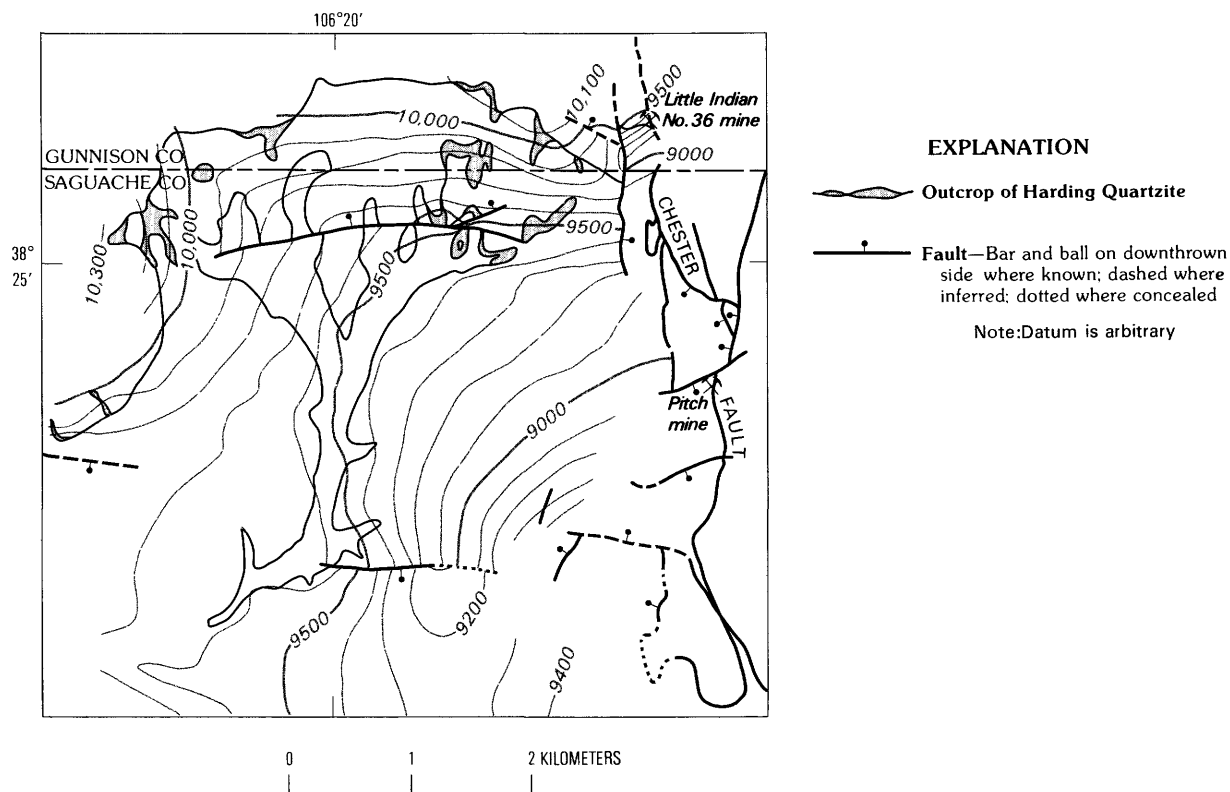 106°20'
10,100
9500
Little Indian
No. 36 mine
10,000
9000
GUNNISON CO
SAGUACHE CO
CHESTER
10,000
9500
38°
25'
10,300
9500
Pitch
mine
FAULT
9000
9500
9200
9400
0 1 2 KILOMETERS
EXPLANATION
Outcrop of Harding Quartzite
Fault—Bar and ball on downthrown
side where known; dashed where
inferred; dotted where concealed
Note:Datum is arbitrary